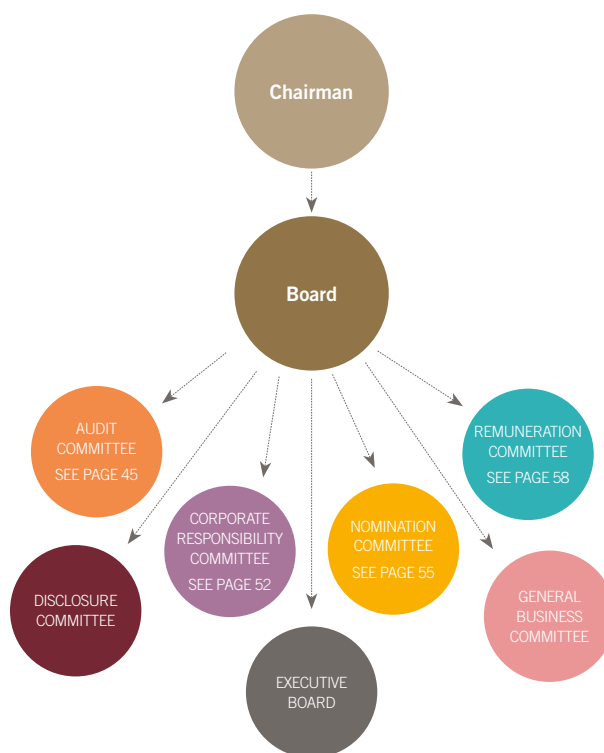 Chairman
Board
AUDIT
COMMITTEE
SEE PAGE 45
REMUNERATION
COMMITTEE
SEE PAGE 58
CORPORATE
RESPONSIBILITY
COMMITTEE
SEE PAGE 52
NOMINATION
COMMITTEE
SEE PAGE 55
DISCLOSURE
COMMITTEE
GENERAL
BUSINESS
COMMITTEE
EXECUTIVE
BOARD